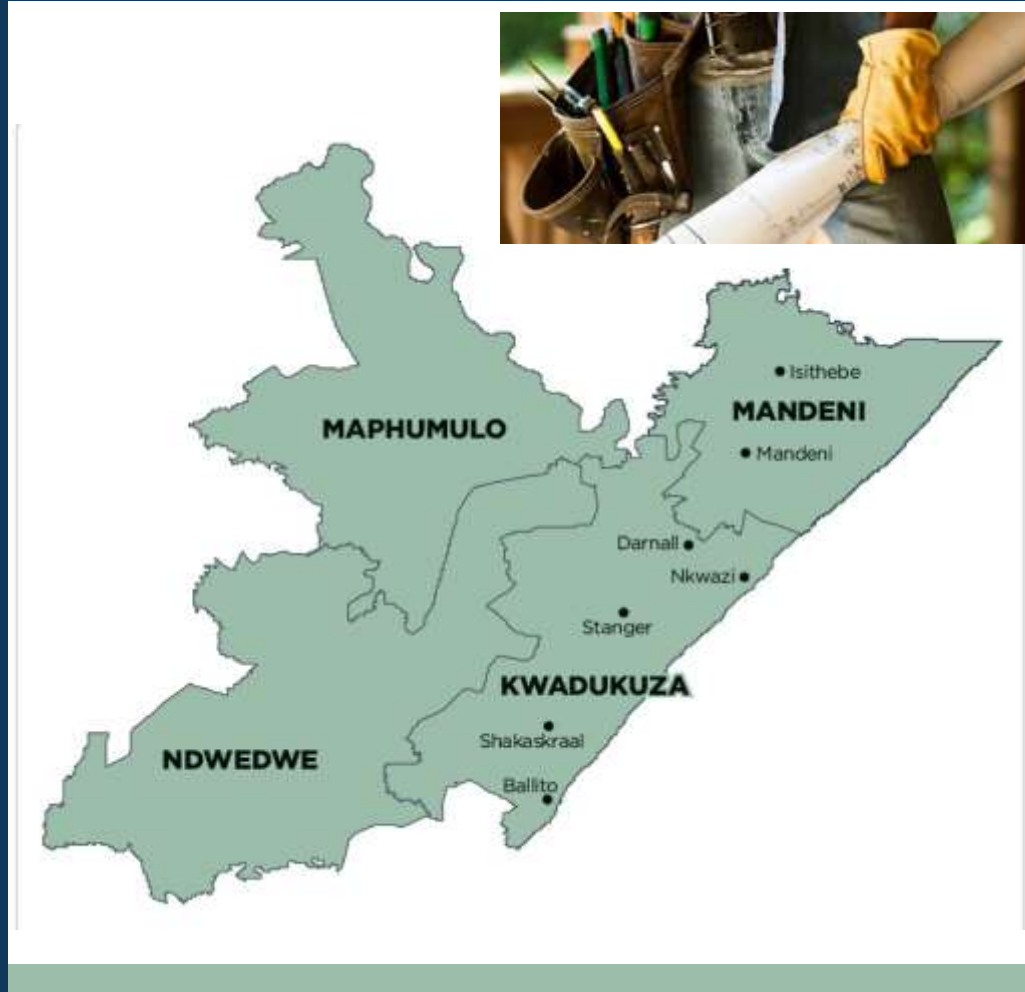 Isithebe
MANDENI
MAPHUMULO
Mandeni
Darnall
Nkwazi
Stanger
KWADUKUZA
Shakaskraal
NDWEDWE
Ballito